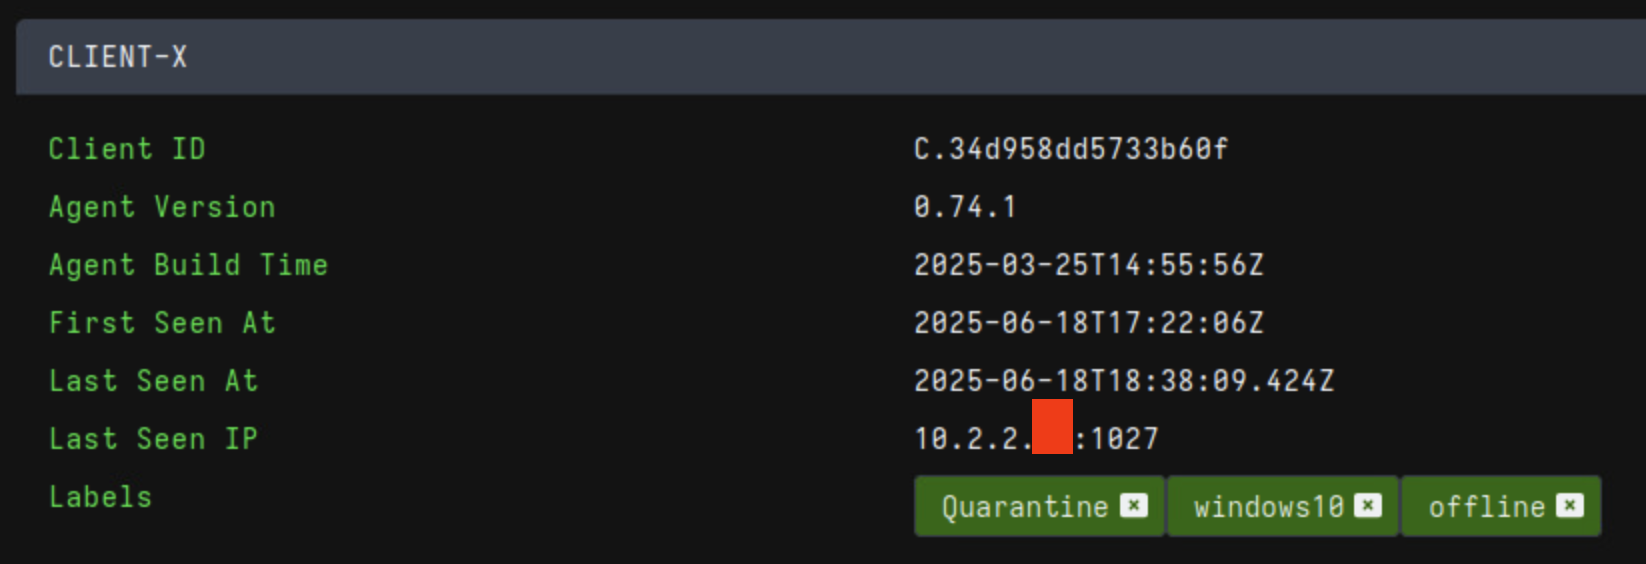 CLIENT-X
Client ID C.34d958dd5733b60f
Agent Version 0.74.1
Agent Build Time 2025-03-25T14:55:56Z
First Seen At 2025-06-18T17:22:06Z
Last Seen At 2025-06-18T18:38:09.424Z
Last Seen IP 10.2.2. :1027
Labels Quarantine windows10 offline